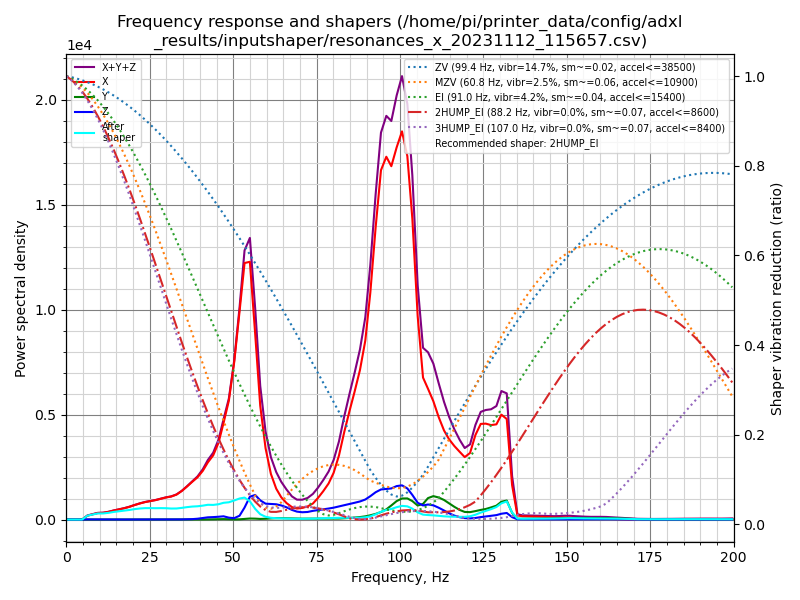 Frequency response and shapers (/home/pi/printer_data/config/adxl
_results/inputshaper/resonances_x_20231112_115657.csv)
1e4
X+Y+Z
X
Y
Z
After
shaper
ZV (99.4 Hz, vibr=14.7%, sm~=0.02, accel<=38500)
MZV (60.8 Hz, vibr=2.5%, sm~=0.06, accel<=10900)
EI (91.0 Hz, vibr=4.2%, sm~=0.04, accel<=15400)
2HUMP_EI (88.2 Hz, vibr=0.0%, sm~=0.07, accel<=8600)
3HUMP_EI (107.0 Hz, vibr=0.0%, sm~=0.07, accel<=8400)
Recommended shaper: 2HUMP_EI
Power spectral density
2.0
1.5
1.0
0.5
0.0
Shaper vibration reduction (ratio)
1.0
0.8
0.6
0.4
0.2
0.0
0 25 50 75 100 125 150 175 200
Frequency, Hz